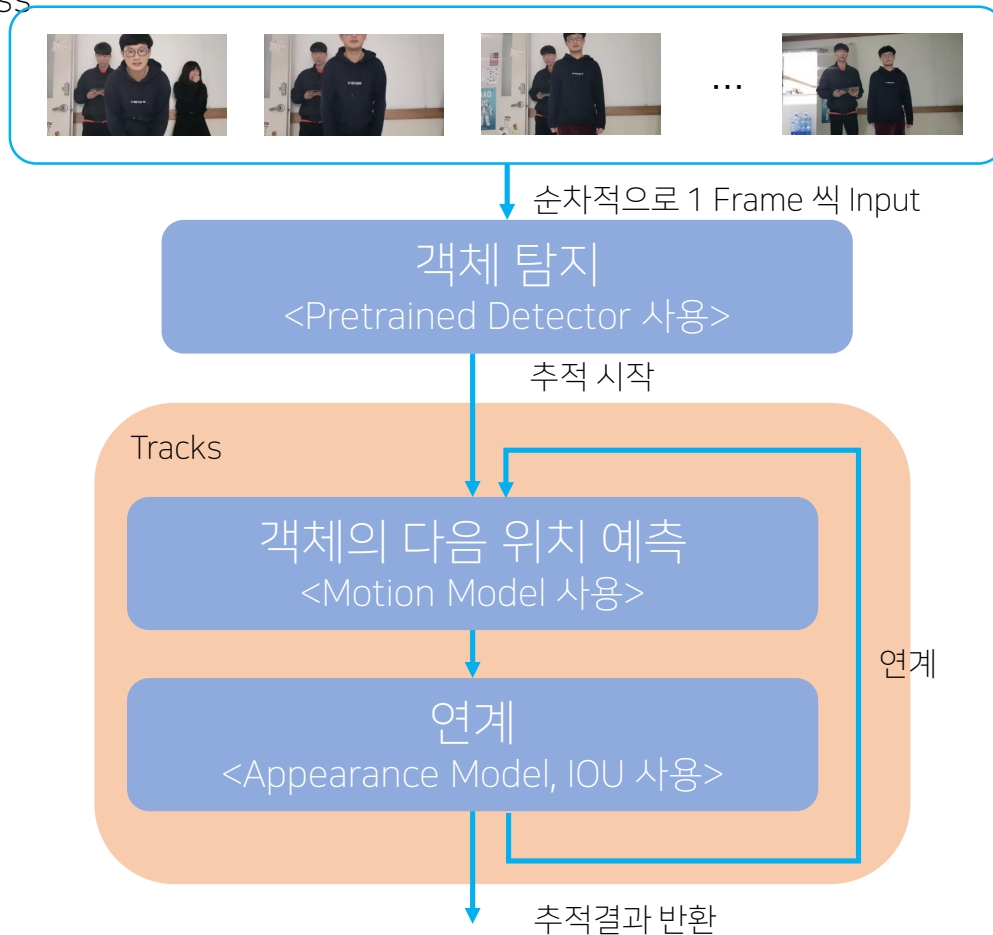 ss
...
순차적으로 1 Frame 씩 Input
객체 탐지
<Pretrained Detector 사용>
추적 시작
Tracks
객체의 다음 위치 예측
<Motion Model 사용>
연계
연계
<Appearance Model, IOU 사용>
추적결과 반환